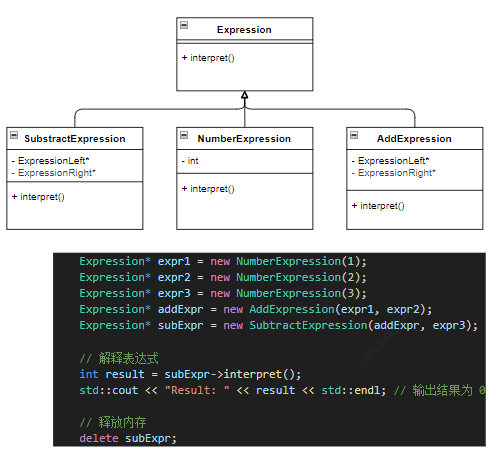 Expression
+ interpret()
SubstractExpression
- ExpressionLeft*
- ExpressionRight*
+ interpret()
NumberExpression
- int
+ interpret()
AddExpression
- ExpressionLeft*
- ExpressionRight*
+ interpret()
Expression* expr1 = new NumberExpression(1);
Expression* expr2 = new NumberExpression(2);
Expression* expr3 = new NumberExpression(3);
Expression* addExpr = new AddExpression(expr1, expr2);
Expression* subExpr = new SubtractExpression(addExpr, expr3);
// 解释表达式
int result = subExpr->interpret();
std::cout << "Result: " << result << std::endl; // 输出结果为 0
// 释放内存
delete subExpr;